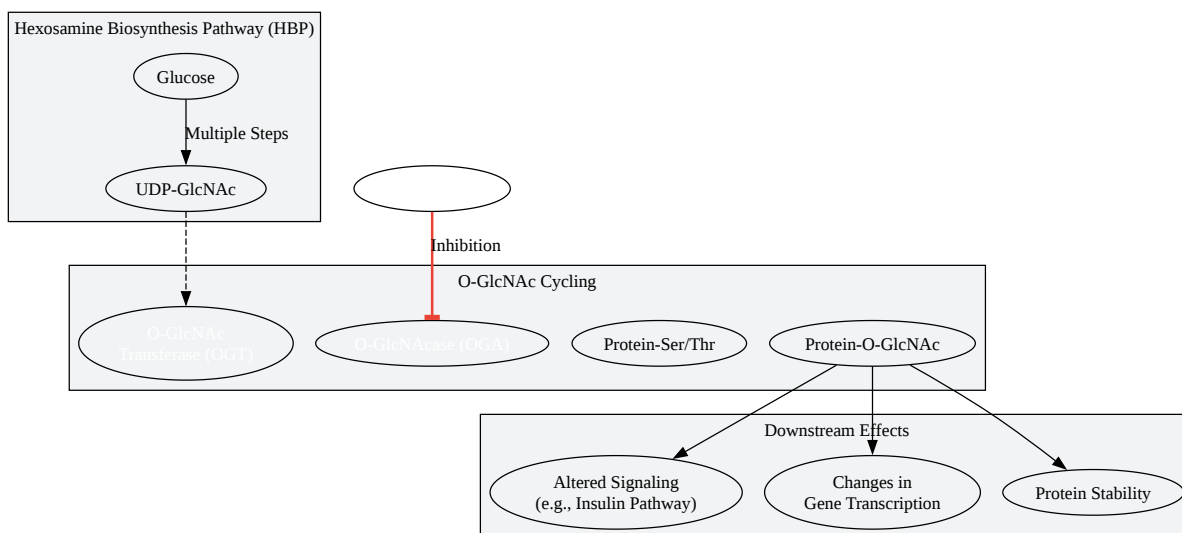 Hexosamine Biosynthesis Pathway (HBP)
Glucose
Multiple Steps
UDP-GlcNAc
Inhibition
O-GlcNAc Cycling
O-GlcNAc
Transferase (OGT)
O-GlcNAcase (OGA)
Protein-Ser/Thr
Protein-O-GlcNAc
Downstream Effects
Altered Signaling
(e.g., Insulin Pathway)
Changes in
Gene Transcription
Protein Stability